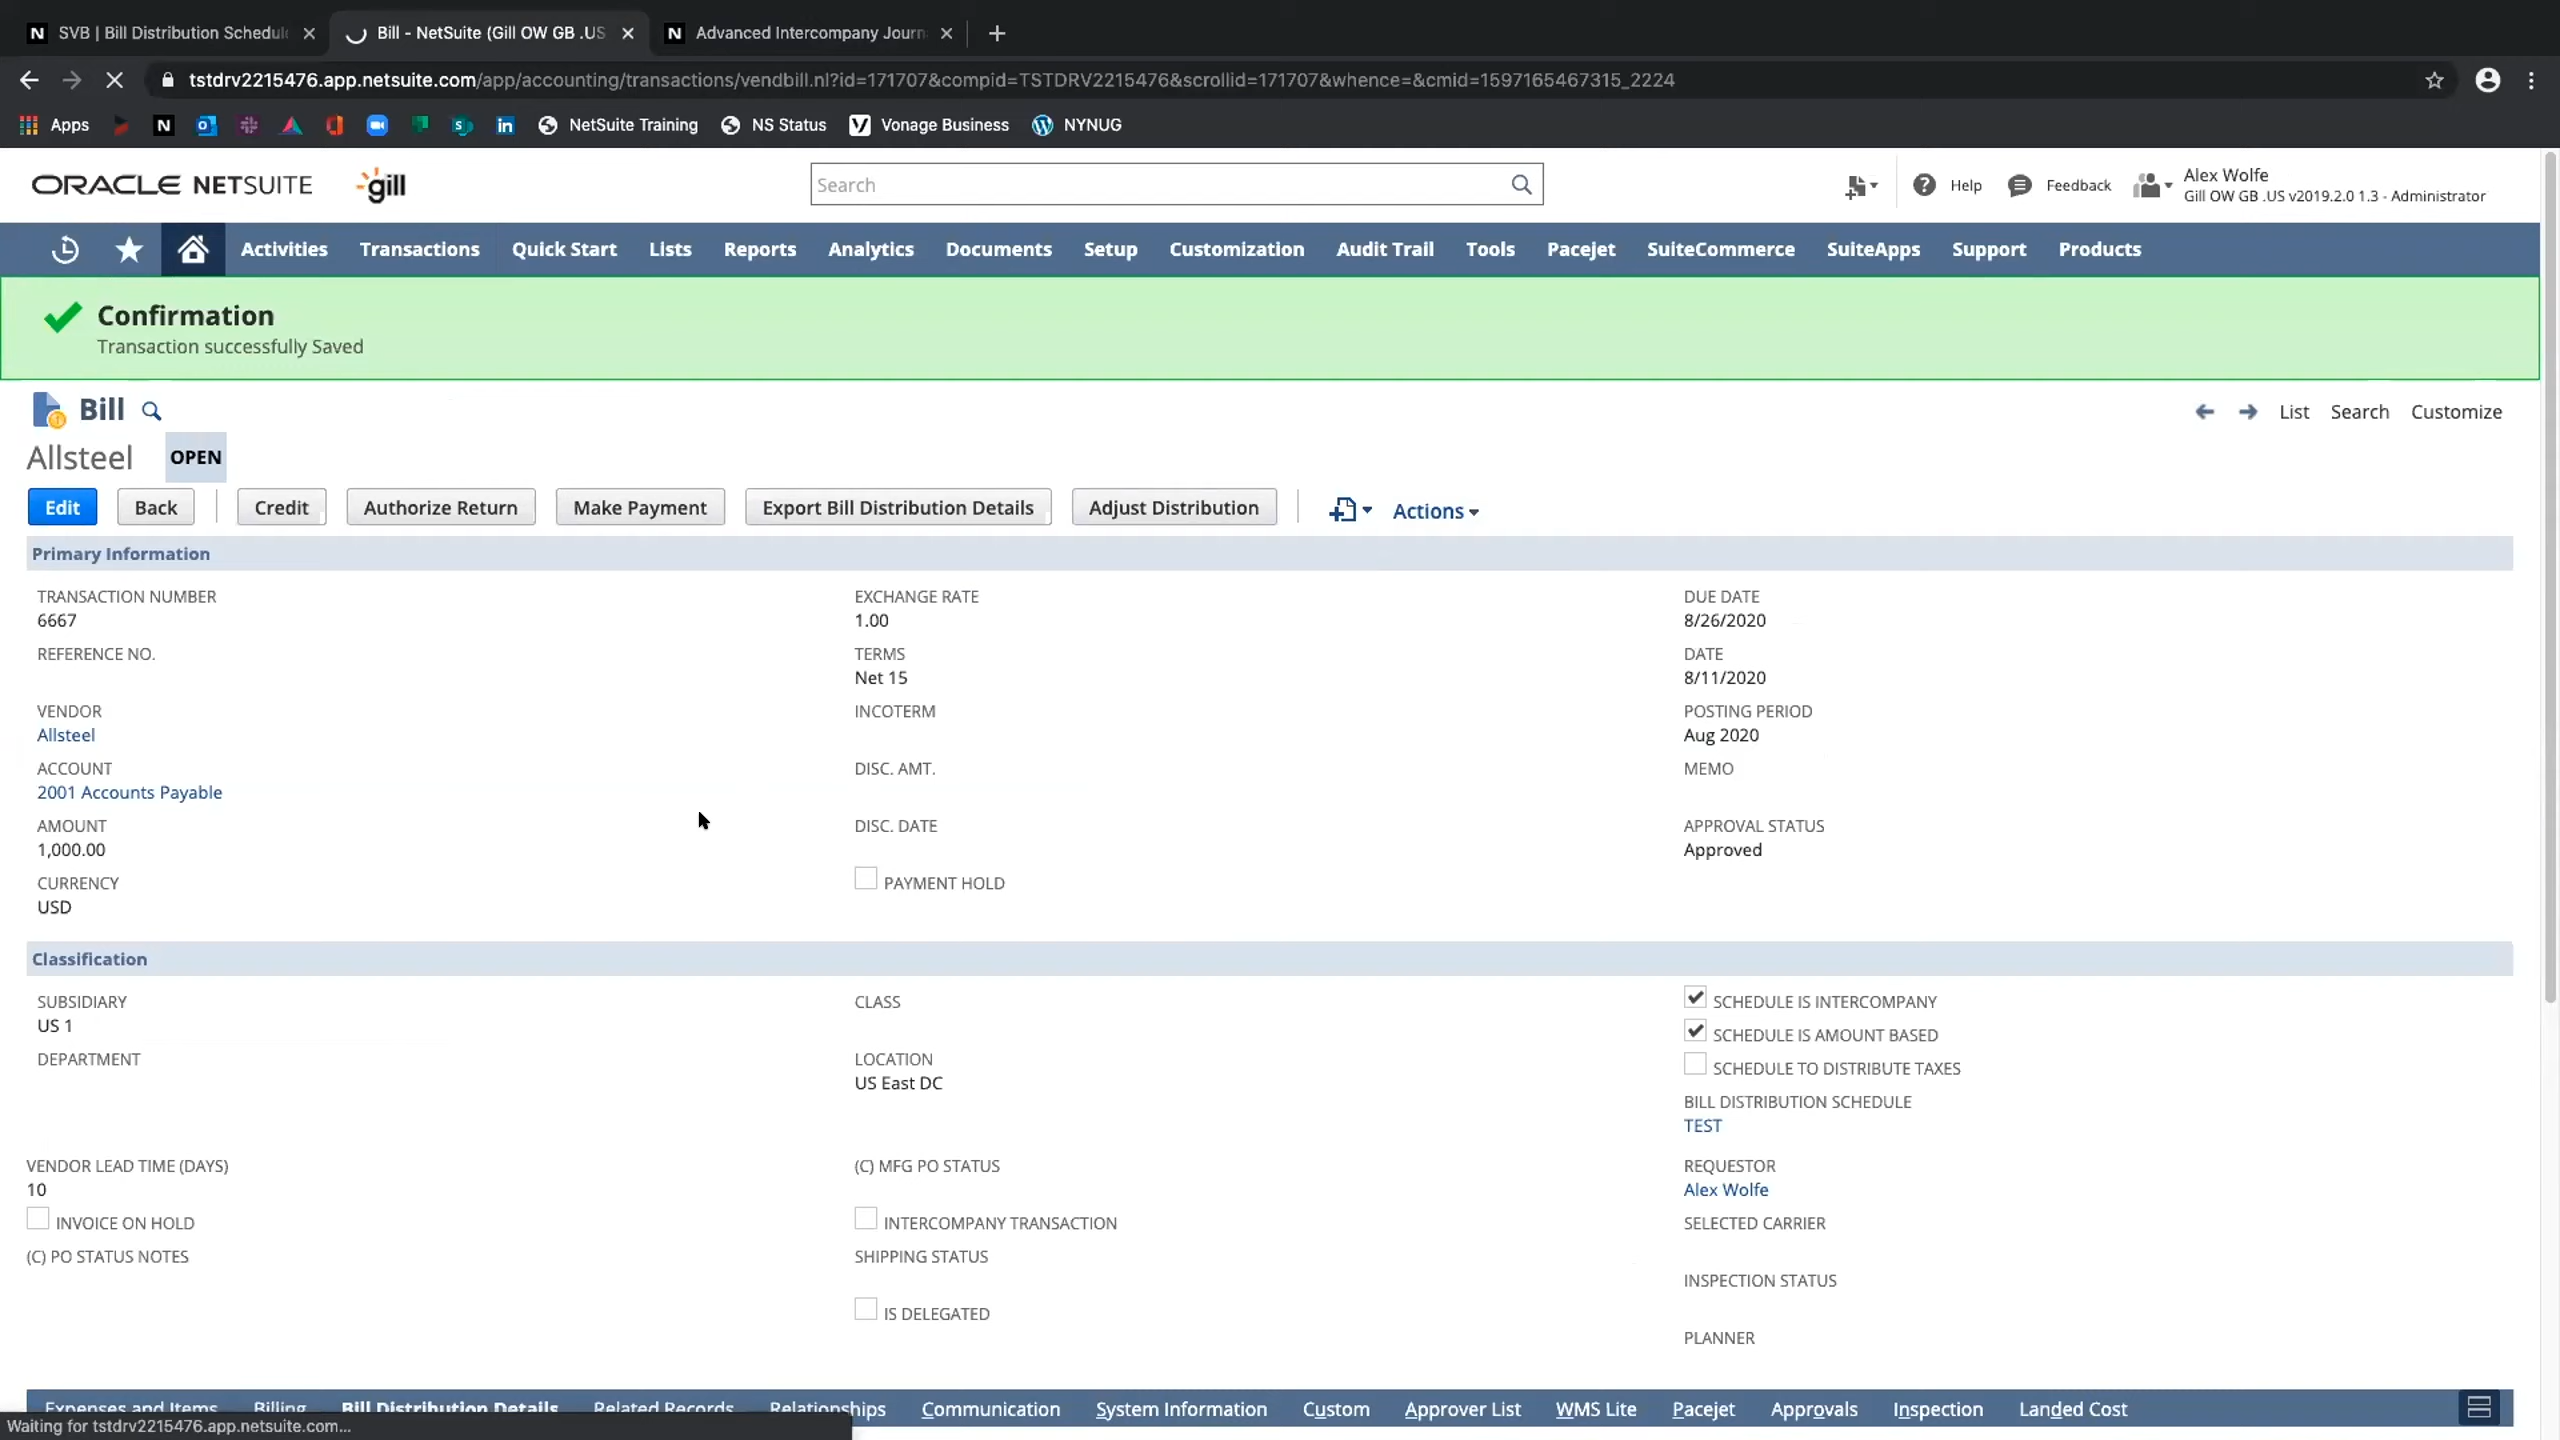 SVB | Bill Distribution Schedul
Bill - NetSuite (Gill OW GB .US
Advanced Intercompany Journ
tstdrv2215476.app.netsuite.com/app/accounting/transactions/vendbill.nl?id=171707&compid=TSTDRV2215476&scrollid=171707&whence=&cmid=1597165467315_2224
Apps
NetSuite Training
NS Status
Vonage Business
NYNUG
ORACLE NETSUITE
gill
Search
Help
Feedback
Alex Wolfe
Gill OW GB .US v2019.2.0 1.3 - Administrator
Activities Transactions Quick Start Lists Reports Analytics Documents Setup Customization Audit Trail Tools Pacejet SuiteCommerce SuiteApps Support Products
Confirmation
Transaction successfully Saved
Bill
List Search Customize
Allsteel OPEN
Edit Back Credit Authorize Return Make Payment Export Bill Distribution Details Adjust Distribution Actions
Primary Information
TRANSACTION NUMBER
6667
REFERENCE NO.
VENDOR
Allsteel
ACCOUNT
2001 Accounts Payable
AMOUNT
1,000.00
CURRENCY
USD
EXCHANGE RATE
1.00
TERMS
Net 15
INCOTERM
DISC. AMT.
DISC. DATE
PAYMENT HOLD
DUE DATE
8/26/2020
DATE
8/11/2020
POSTING PERIOD
Aug 2020
MEMO
APPROVAL STATUS
Approved
Classification
SUBSIDIARY
US 1
DEPARTMENT
CLASS
LOCATION
US East DC
SCHEDULE IS INTERCOMPANY
SCHEDULE IS AMOUNT BASED
SCHEDULE TO DISTRIBUTE TAXES
BILL DISTRIBUTION SCHEDULE
TEST
VENDOR LEAD TIME (DAYS)
10
INVOICE ON HOLD
(C) PO STATUS NOTES
(C) MFG PO STATUS
INTERCOMPANY TRANSACTION
SHIPPING STATUS
IS DELEGATED
REQUESTOR
Alex Wolfe
SELECTED CARRIER
INSPECTION STATUS
PLANNER
Expenses and Items Billing Bill Distribution Details Related Records Relationships Communication System Information Custom Approver List WMS Lite Pacejet Approvals Inspection Landed Cost
Waiting for tstdrv2215476.app.netsuite.com...